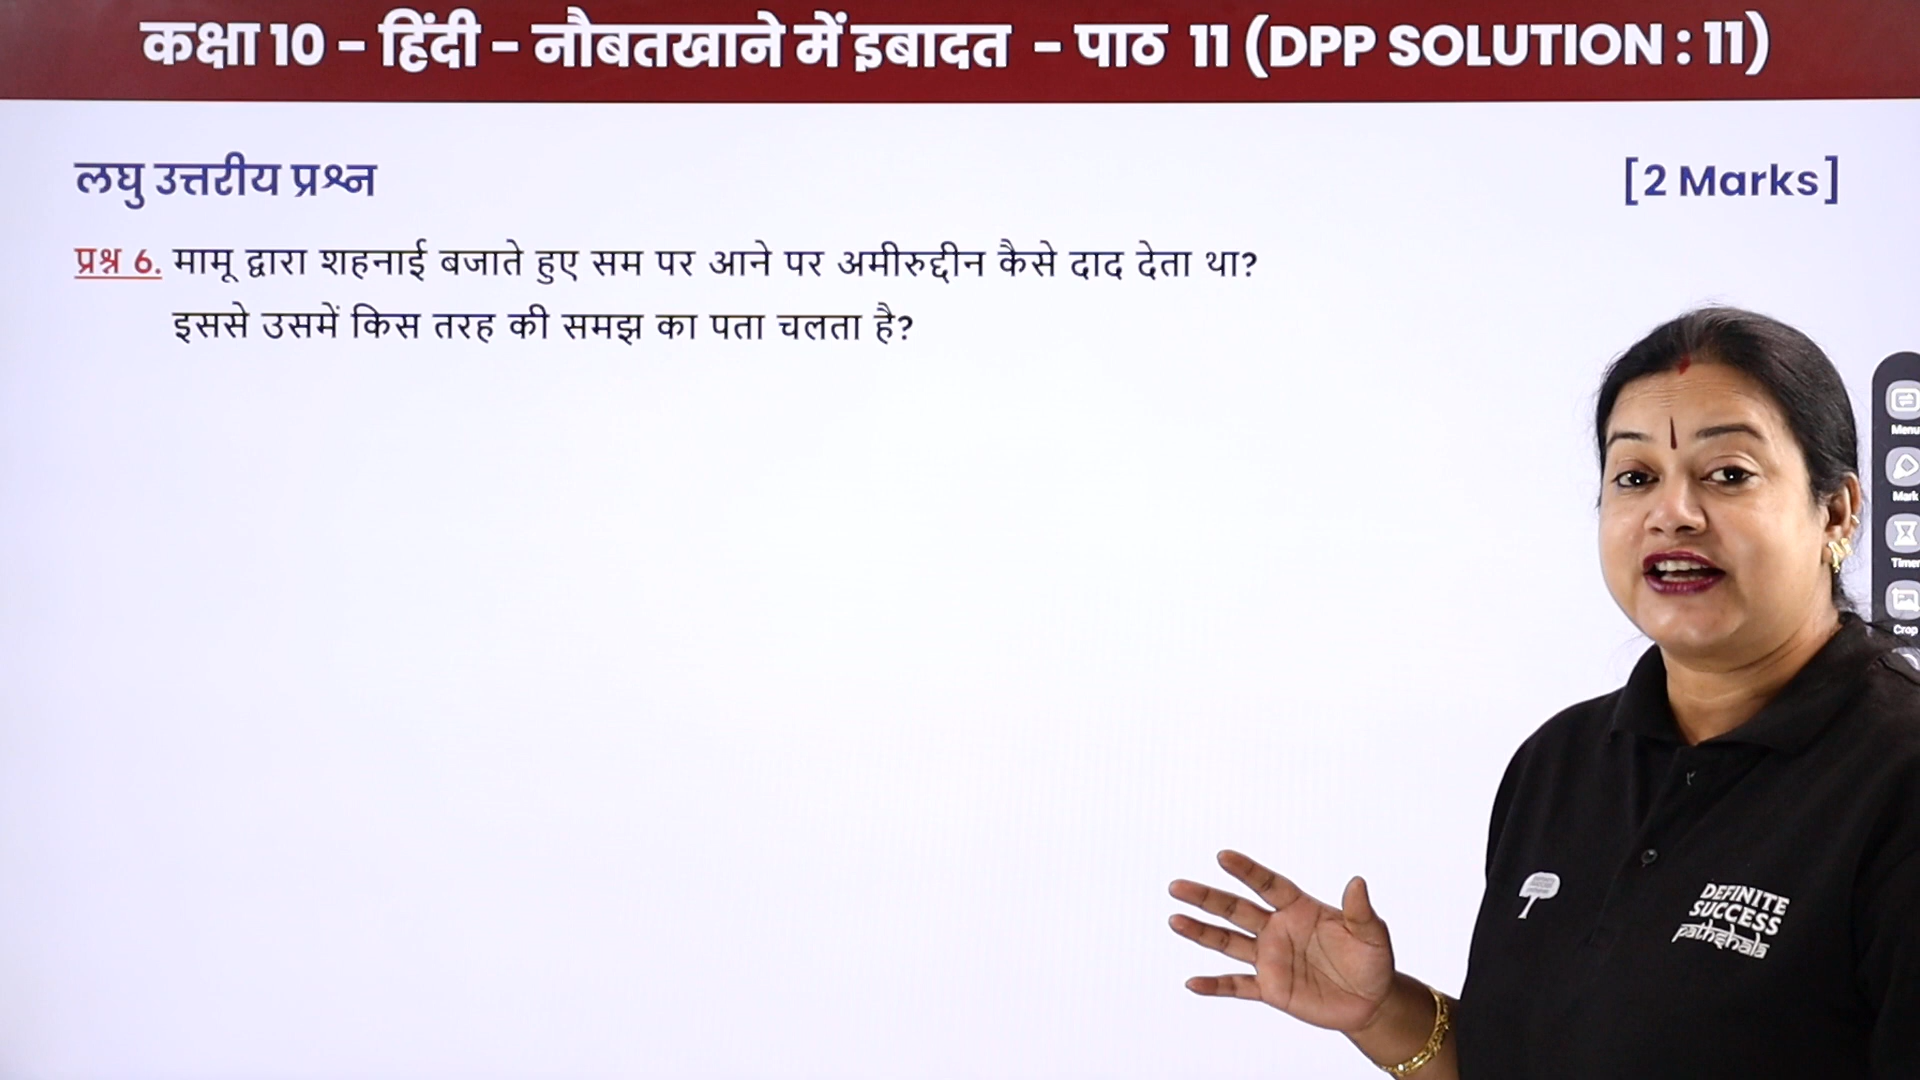 कक्षा 10 - हिंदी - नौबतखाने में इबादत - पाठ 11 (DPP SOLUTION : 11)
लघु उत्तरीय प्रश्न [2 Marks]
प्रश्न 6. मामू द्वारा शहनाई बजाते हुए सम पर आने पर अमीरुद्दीन कैसे दाद देता था?
इससे उसमें किस तरह की समझ का पता चलता है?
Menu
Mark
Timer
Crop
DEFINITE
SUCCESS
pathshala